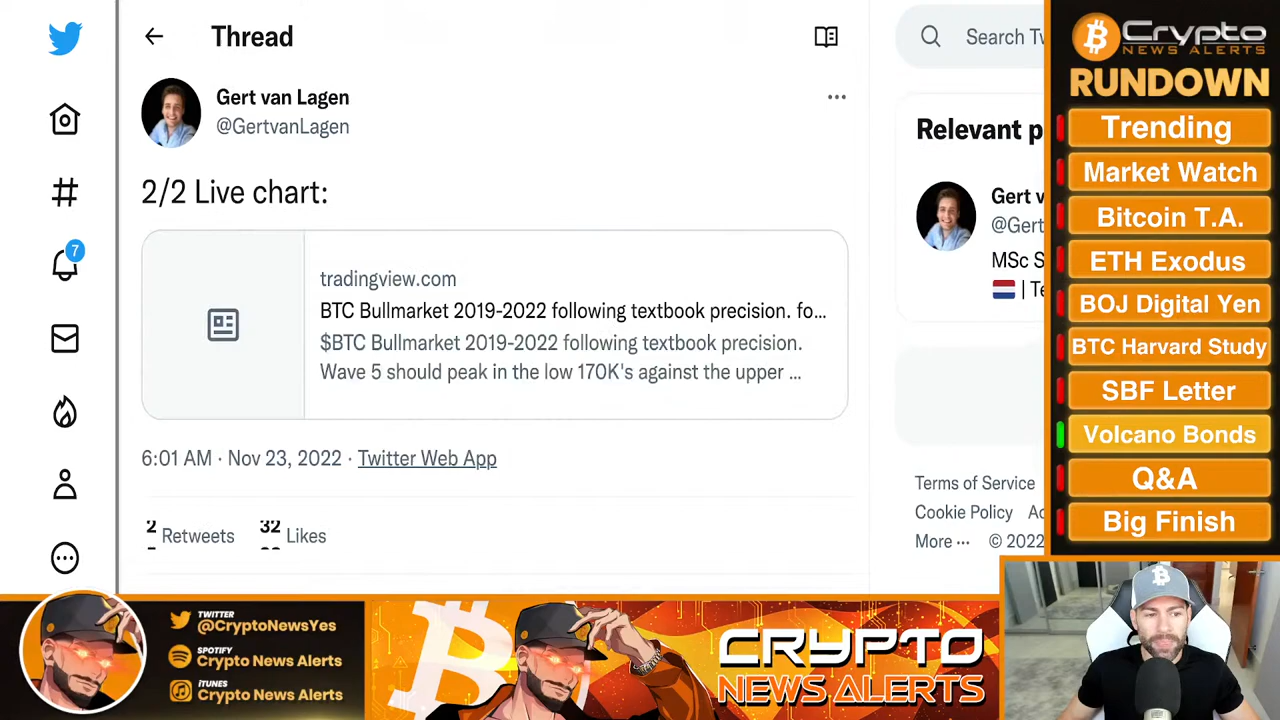 Thread
Gert van Lagen
@GertvanLagen
2/2 Live chart:
tradingview.com
BTC Bullmarket 2019-2022 following textbook precision. fo...
$BTC Bullmarket 2019-2022 following textbook precision.
Wave 5 should peak in the low 170K's against the upper ...
6:01 AM · Nov 23, 2022 · Twitter Web App
Retweets
32 Likes
7
Search Tw
Relevant p
Gert v
@Gert
MSc S
| Te
Terms of Service
Cookie Policy Ac
More ··· © 2022
Crypto
NEWS ALERTS
RUNDOWN
Trending
Market Watch
Bitcoin T.A.
ETH Exodus
BOJ Digital Yen
BTC Harvard Study
SBF Letter
Volcano Bonds
Q&A
Big Finish
TWITTER
@CryptoNewsYes
SPOTIFY
Crypto News Alerts
iTUNES
Crypto News Alerts
CRYPTO
NEWS ALERTS